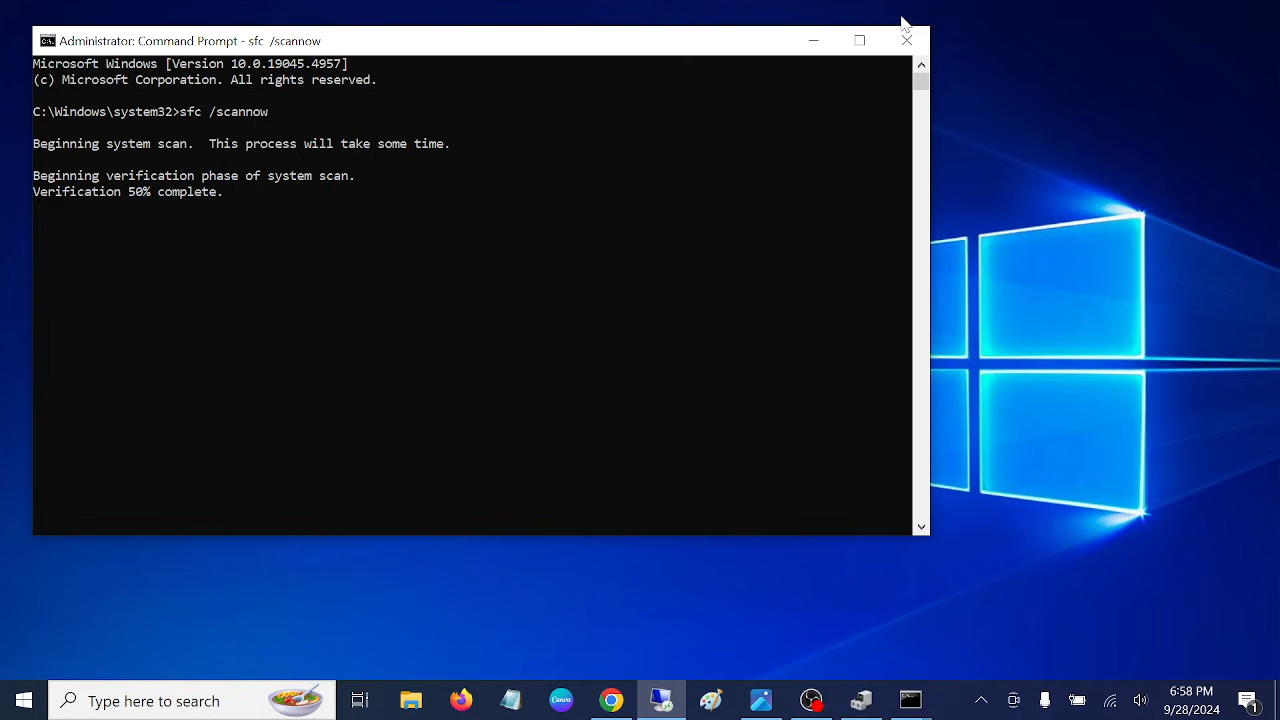 Administrator: Command Prompt - sfc  /scannow
Microsoft Windows [Version 10.0.19045.4957]
(c) Microsoft Corporation. All rights reserved.
C:\Windows\system32>sfc /scannow
Beginning system scan.  This process will take some time.
Beginning verification phase of system scan.
Verification 50% complete.
Type here to search
Canva
6:58 PM
9/28/2024
1